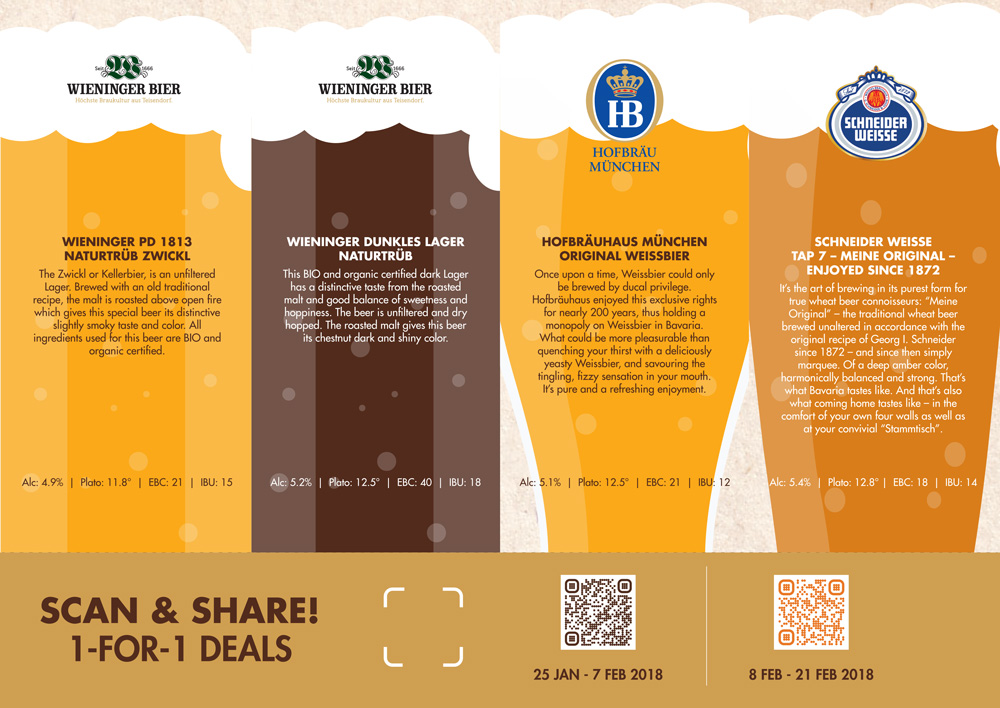 Seit 1666
WIENINGER BIER
Höchste Braukultur aus Teisendorf.
WIENINGER PD 1813
NATURTRÜB ZWICKL
The Zwickl or Kellerbier, is an unfiltered
Lager. Brewed with an old traditional
recipe, the malt is roasted above open fire
which gives this special beer its distinctive
slightly smoky taste and color. All
ingredients used for this beer are BIO and
organic certified.
Alc: 4.9% | Plato: 11.8° | EBC: 21 | IBU: 15
Seit 1666
WIENINGER BIER
Höchste Braukultur aus Teisendorf.
WIENINGER DUNKLES LAGER
NATURTRÜB
This BIO and organic certified dark Lager
has a distinctive taste from the roasted
malt and good balance of sweetness and
hoppiness. The beer is unfiltered and dry
hopped. The roasted malt gives this beer
its chestnut dark and shiny color.
Alc: 5.2% | Plato: 12.5° | EBC: 40 | IBU: 18
HB
HOFBRÄU
MÜNCHEN
HOFBRÄUHAUS MÜNCHEN
ORIGINAL WEISSBIER
Once upon a time, Weissbier could only
be brewed by ducal privilege.
Hofbräuhaus enjoyed this exclusive rights
for nearly 200 years, thus holding a
monopoly on Weissbier in Bavaria.
What could be more pleasurable than
quenching your thirst with a deliciously
yeasty Weissbier, and savouring the
tingling, fizzy sensation in your mouth.
It's pure and a refreshing enjoyment.
Alc: 5.1% | Plato: 12.5° | EBC: 21 | IBU: 12
SCHNEIDER
WEISSE
SCHNEIDER WEISSE
TAP 7 – MEINE ORIGINAL –
ENJOYED SINCE 1872
It's the art of brewing in its purest form for
true wheat beer connoisseurs: "Meine
Original" – the traditional wheat beer
brewed unaltered in accordance with the
original recipe of Georg I. Schneider
since 1872 – and since then simply
marquee. Of a deep amber color,
harmonically balanced and strong. That's
what Bavaria tastes like. And that's also
what coming home tastes like – in the
comfort of your own four walls as well as
at your convivial "Stammtisch".
Alc: 5.4% | Plato: 12.8° | EBC: 18 | IBU: 14
SCAN & SHARE!
1-FOR-1 DEALS
25 JAN - 7 FEB 2018
8 FEB - 21 FEB 2018